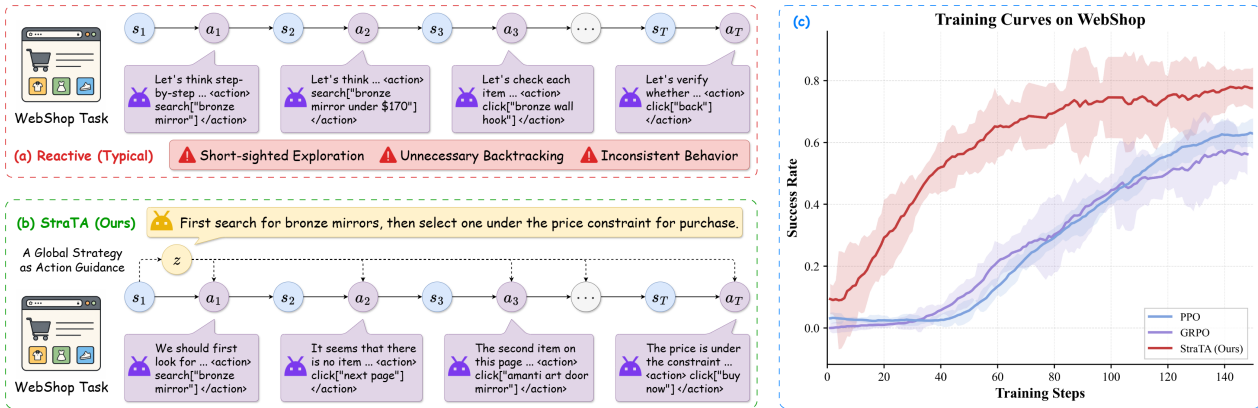 s₁ a₁ s₂ a₂ s₃ a₃ ... s_T a_T
WebShop Task
Let's think step-
by-step ... <action>
search["bronze
mirror"] </action>
Let's think ... <action>
search["bronze
mirror under $170"]
</action>
Let's check each
item ... <action>
click["bronze wall
hook"] </action>
Let's verify
whether ... <action>
click["back"]
</action>
(a) Reactive (Typical)
Short-sighted Exploration
Unnecessary Backtracking
Inconsistent Behavior
(b) StraTA (Ours)
First search for bronze mirrors, then select one under the price constraint for purchase.
A Global Strategy
as Action Guidance
z
s₁ a₁ s₂ a₂ s₃ a₃ ... s_T a_T
WebShop Task
We should first
look for ... <action>
search["bronze
mirror"] </action>
It seems that there
is no item ... <action>
click["next page"]
</action>
The second item on
this page ... <action>
click["amanti art door
mirror"] </action>
The price is under
the constraint ...
<action> click["buy
now"] </action>
(c)
Training Curves on WebShop
Success Rate
0.8
0.6
0.4
0.2
0.0
0 20 40 60 80 100 120 140
Training Steps
PPO
GRPO
StraTA (Ours)